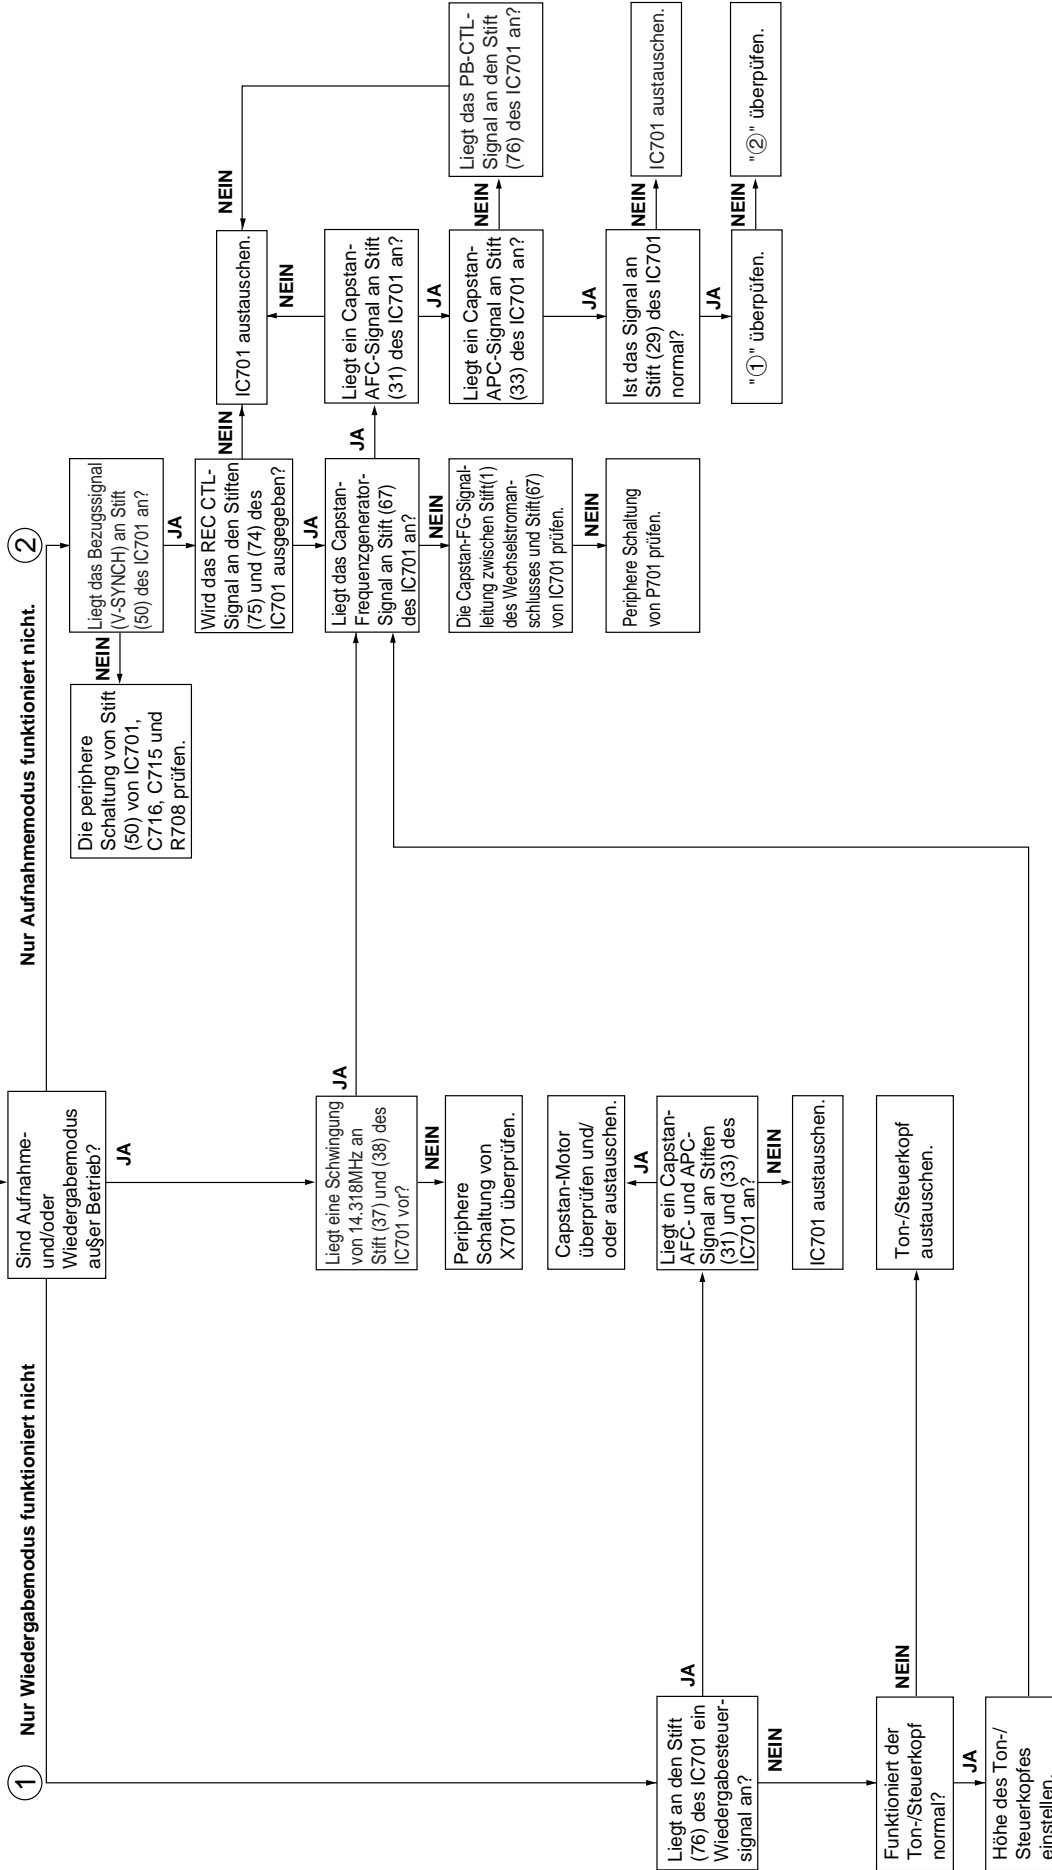 ① Nur Wiedergabemodus funktioniert nicht
Sind Aufnahme-
und/oder
Wiedergabemodus
au§er Betrieb?
Nur Aufnahmemodus funktioniert nicht. ②
JA
Liegt an den Stift
(76) des IC701 ein
Wiedergabesteuer-
signal an?
JA
NEIN
Funktioniert der
Ton-/Steuerkopf
normal?
NEIN
JA
Höhe des Ton-/
Steuerkopfes
einstellen.
Liegt eine Schwingung
von 14.318MHz an
Stift (37) und (38) des
IC701 vor?
JA
NEIN
Periphere
Schaltung von
X701 überprüfen.
Capstan-Motor
überprüfen und/
oder austauschen.
JA
Liegt ein Capstan-
AFC- und APC-
Signal an Stiften
(31) und (33) des
IC701 an?
NEIN
IC701 austauschen.
Ton-/Steuerkopf
austauschen.
Liegt das Bezugssignal
(V-SYNCH) an Stift
(50) des IC701 an?
NEIN
Die periphere
Schaltung von Stift
(50) von IC701,
C716, C715 und
R708 prüfen.
JA
Wird das REC CTL-
Signal an den Stiften
(75) und (74) des
IC701 ausgegeben?
NEIN
IC701 austauschen.
NEIN
JA
Liegt das Capstan-
Frequenzgenerator-
Signal an Stift (67)
des IC701 an?
JA
NEIN
Die Capstan-FG-Signal-
leitung zwischen Stift(1)
des Wechselstroman-
schlusses und Stift(67)
von IC701 prüfen.
NEIN
Periphere Schaltung
von P701 prüfen.
NEIN
Liegt ein Capstan-
AFC-Signal an Stift
(31) des IC701 an?
JA
Liegt ein Capstan-
APC-Signal an Stift
(33) des IC701 an?
NEIN
Liegt das PB-CTL-
Signal an den Stift
(76) des IC701 an?
JA
Ist das Signal an
Stift (29) des IC701
normal?
NEIN
IC701 austauschen.
JA
"①" überpüfen.
NEIN
"②" überpüfen.